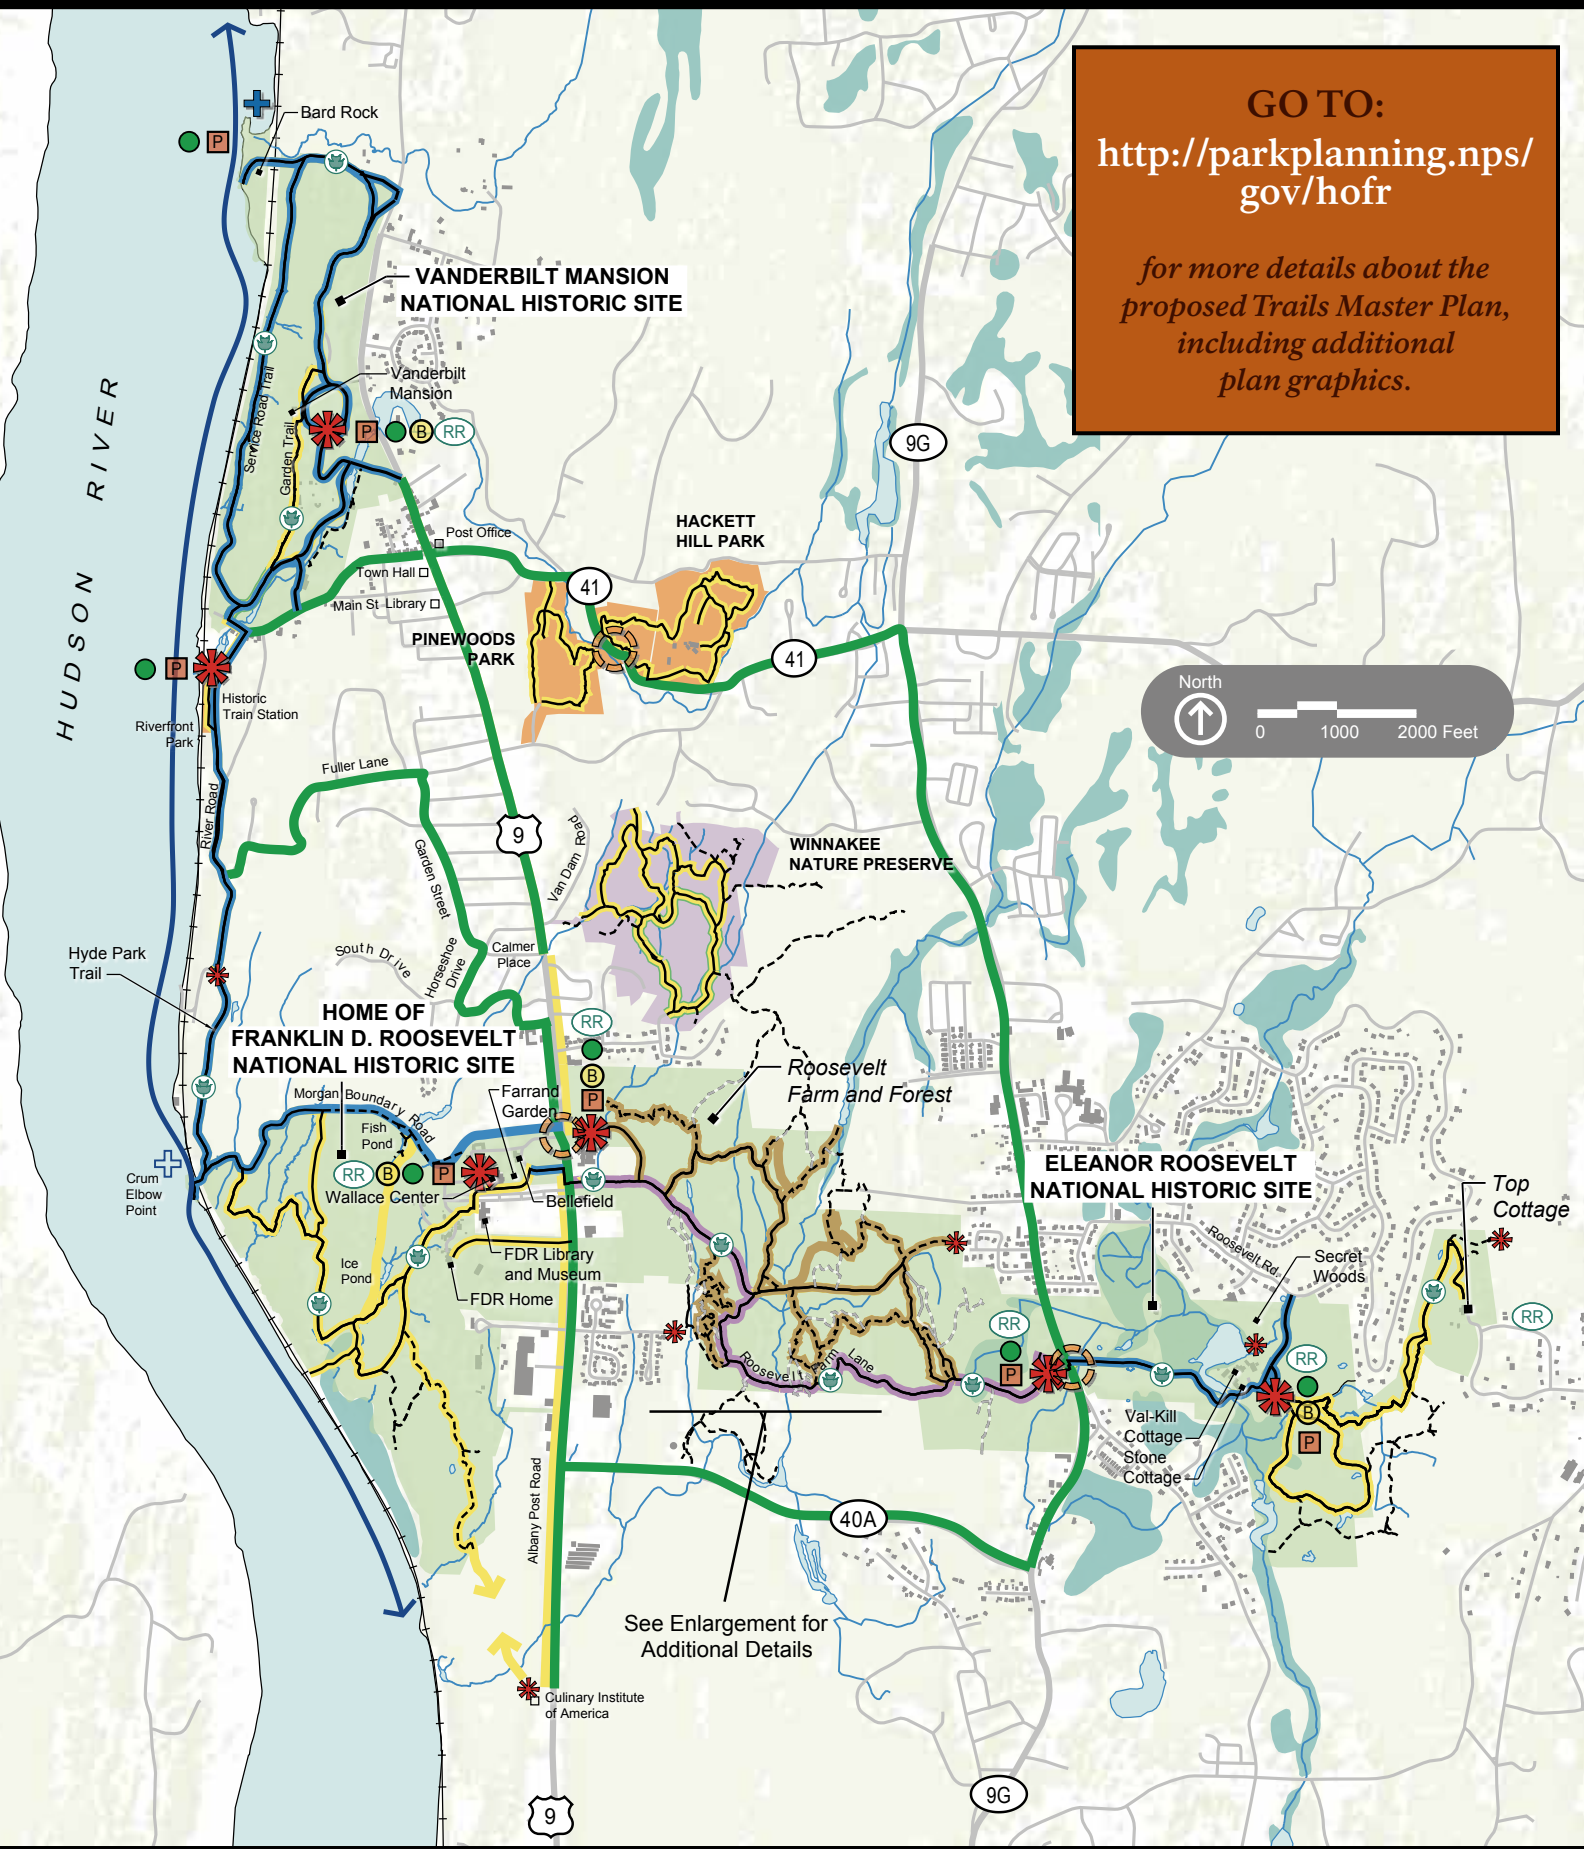 GO TO:
http://parkplanning.nps/
gov/hofr
for more details about the
proposed Trails Master Plan,
including additional
plan graphics.
Bard Rock
P
VANDERBILT MANSION
NATIONAL HISTORIC SITE
Vanderbilt
Mansion
Service Road Trail
Garden Trail
P
B
RR
HUDSON RIVER
9G
Post Office
Town Hall
Main St Library
HACKETT
HILL PARK
41
PINEWOODS
PARK
41
P
Historic
Train Station
Riverfront
Park
North
0
1000
2000 Feet
Fuller Lane
River Road
9
Garden Street
Van Dam Road
WINNAKEE
NATURE PRESERVE
Hyde Park
Trail
South Drive
Horseshoe
Drive
Calmer
Place
HOME OF
FRANKLIN D. ROOSEVELT
NATIONAL HISTORIC SITE
RR
B
P
Roosevelt
Farm and Forest
Morgan Boundary Road
Fish
Pond
Farrand
Garden
RR
B
P
Wallace Center
Bellefield
Crum
Elbow
Point
Ice
Pond
FDR Library
and Museum
FDR Home
ELEANOR ROOSEVELT
NATIONAL HISTORIC SITE
Top
Cottage
Roosevelt Rd.
Secret
Woods
RR
RR
P
RR
B
P
Roosevelt Farm Lane
Val-Kill
Cottage
Stone
Cottage
Albany Post Road
40A
See Enlargement for
Additional Details
Culinary Institute
of America
9
9G